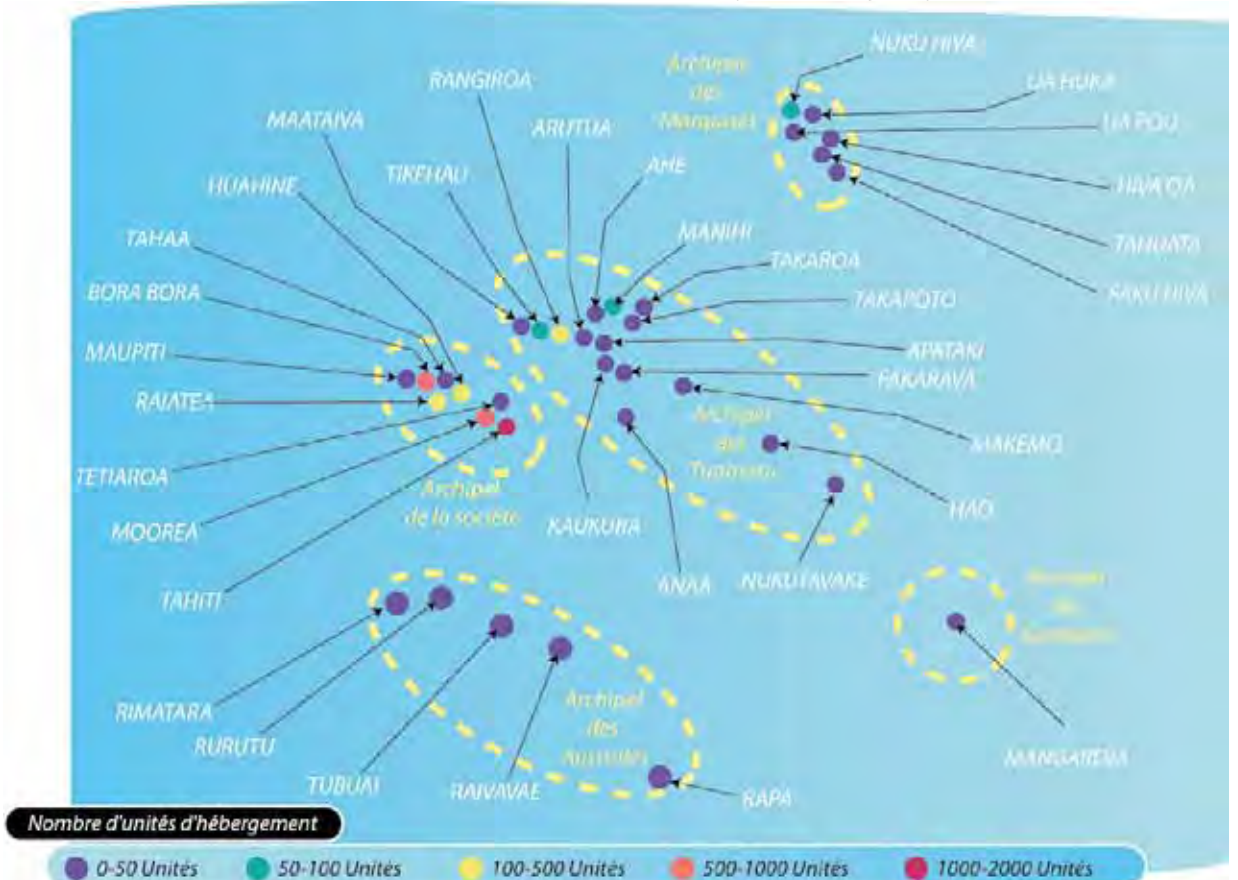 NUKU HIVA
RANGIROA
Archipel
des
Marquises
UA HUKA
MAATAIVA
ARUTUA
UA POU
HUAHINE
TIKEHAU
AHE
HIVA OA
TAHAA
MANIHI
TAHUATA
BORA BORA
TAKAROA
FAKU HIVA
TAKAPOTO
MAUPITI
APATAKI
RAIATEA
FAKARAVA
Archipel
des
Tuamotu
MAKEMO
TETIAROA
Archipel
de la société
HAO
MOOREA
KAUKURA
ANAA
NUKUTAVAKE
TAHITI
RIMATARA
RURUTU
Archipel
des
Australes
MANGAREVA
TUBUAI
RAIVAVAE
RAPA
Nombre d'unités d'hébergement
0-50 Unités
50-100 Unités
100-500 Unités
500-1000 Unités
1000-2000 Unités